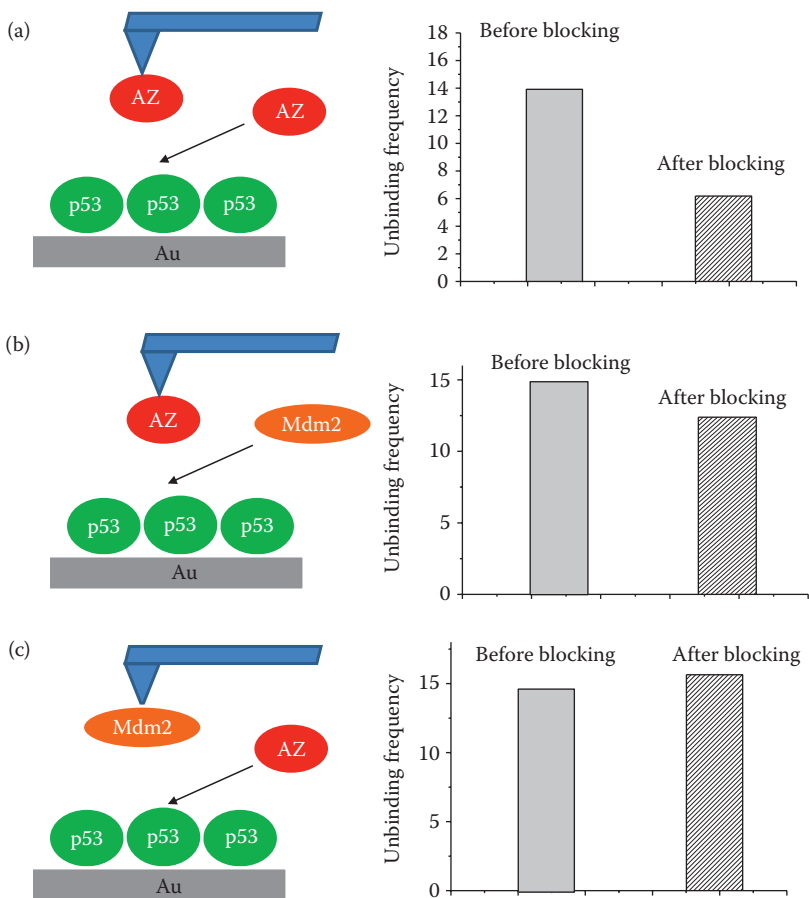 (a)
AZ
AZ
p53
p53
p53
Au
Unbinding frequency
18
16
14
12
10
8
6
4
2
0
Before blocking
After blocking
(b)
AZ
Mdm2
p53
p53
p53
Au
Unbinding frequency
15
10
5
0
Before blocking
After blocking
(c)
Mdm2
AZ
p53
p53
p53
Au
Unbinding frequency
15
10
5
0
Before blocking
After blocking